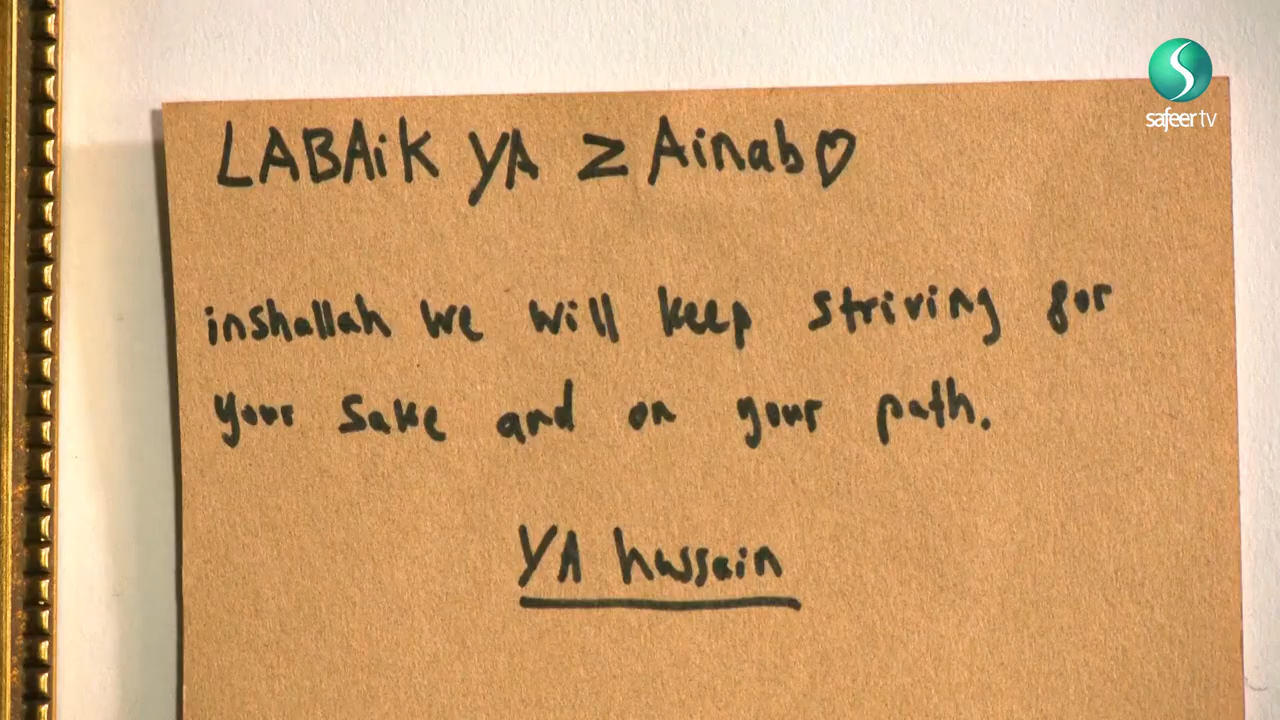 safeer tv
LABAiK YA ZAinab♡
inshallah we will keep striving for
your sake and on your path.
YA hussain